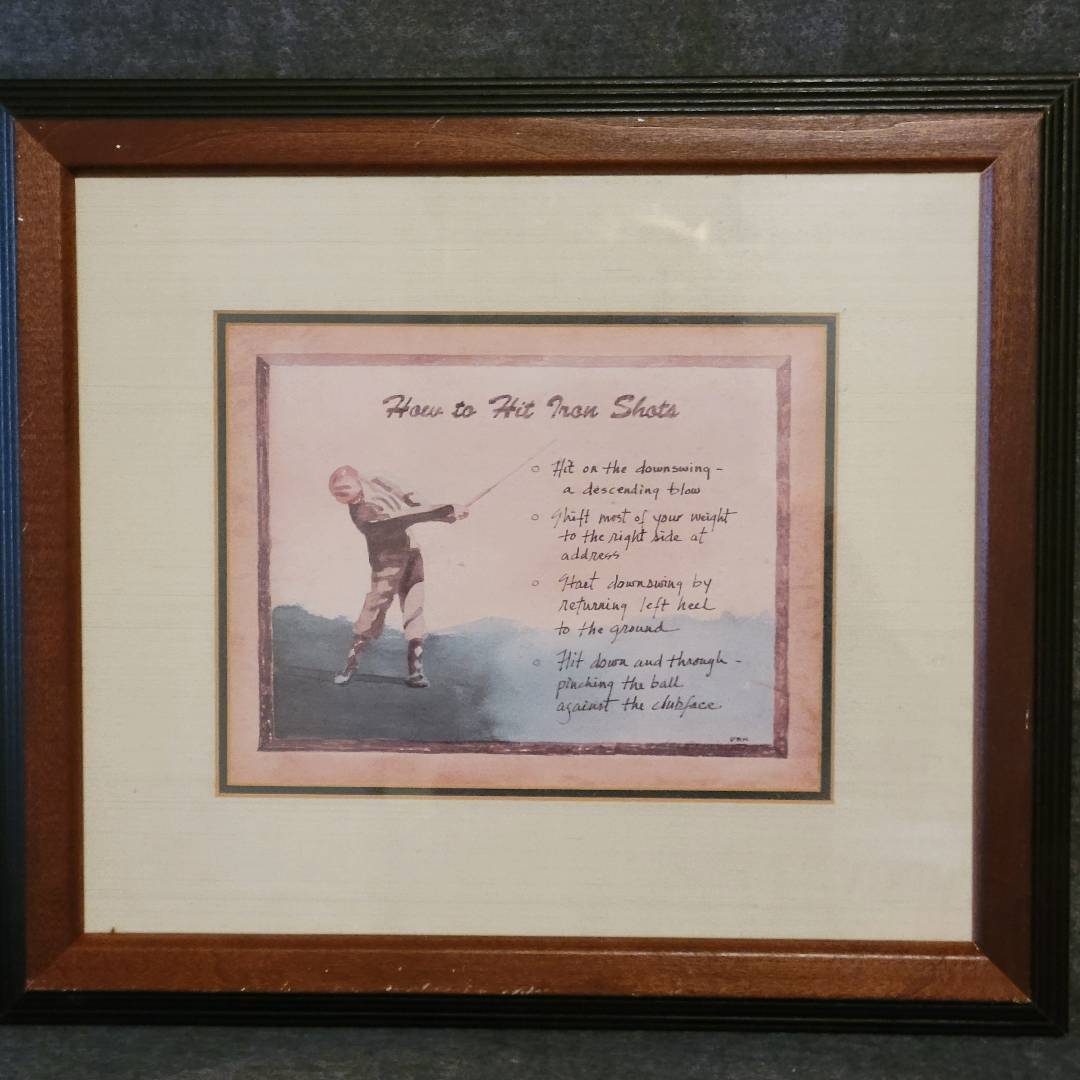 How to Hit Iron Shots
Hit on the downswing -
a descending blow
Shift most of your weight
to the right side at
address
Start downswing by
returning left heel
to the ground
Hit down and through -
pinching the ball
against the clubface